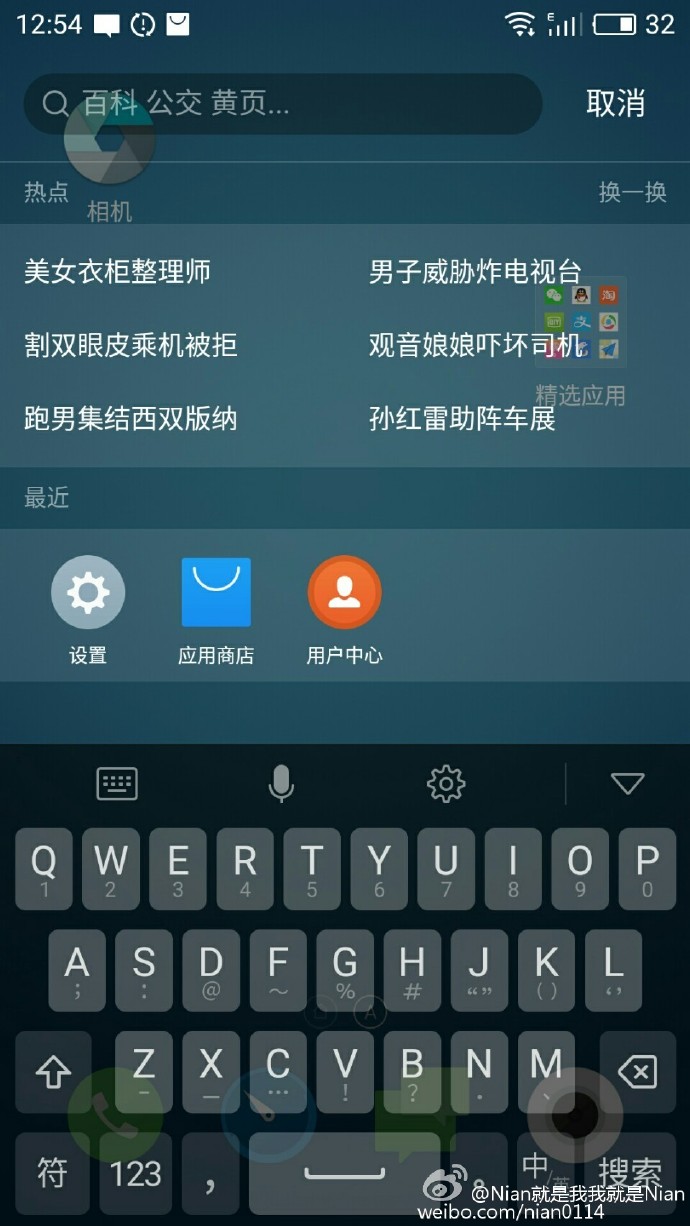 12:54 E 32
百科 公交 黄页... 取消
热点 换一换
相机
美女衣柜整理师 男子威胁炸电视台
割双眼皮乘机被拒 观音娘娘吓坏司机
精选应用
跑男集结西双版纳 孙红雷助阵车展
最近
设置 应用商店 用户中心
Q W E R T Y U I O P
1 2 3 4 5 6 7 8 9 0
A S D F G H J K L
; : @ ~ % # “” () ‘’
Z X C V B N M
- — … ! ? . 、
符 123 , 。 中/英 搜索
@Nian就是我我就是Nian
weibo.com/nian0114